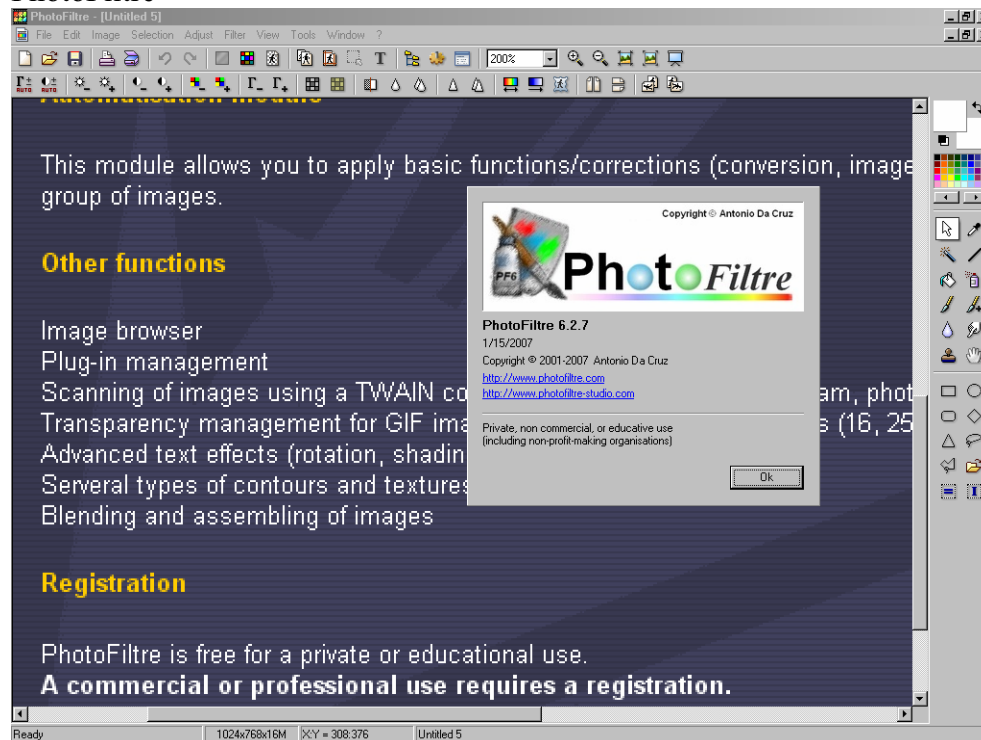 PhotoFiltre
PhotoFiltre - [Untitled 5]
File Edit Image Selection Adjust Filter View Tools Window ?
T 200%
AUTO AUTO
Automatisation module
This module allows you to apply basic functions/corrections (conversion, image
group of images.
Other functions
Image browser
Plug-in management
Scanning of images using a TWAIN co
am, phot
Transparency management for GIF ima
s (16, 25
Advanced text effects (rotation, shadin
Serveral types of contours and textures
Blending and assembling of images
Registration
PhotoFiltre is free for a private or educational use.
A commercial or professional use requires a registration.
Copyright © Antonio Da Cruz
PF6
PhotoFiltre
PhotoFiltre 6.2.7
1/15/2007
Copyright © 2001-2007 Antonio Da Cruz
http://www.photofiltre.com
http://www.photofiltre-studio.com
Private, non commercial, or educative use
(including non-profit-making organisations)
Ok
Ready 1024x768x16M X:Y = 308:376 Untitled 5